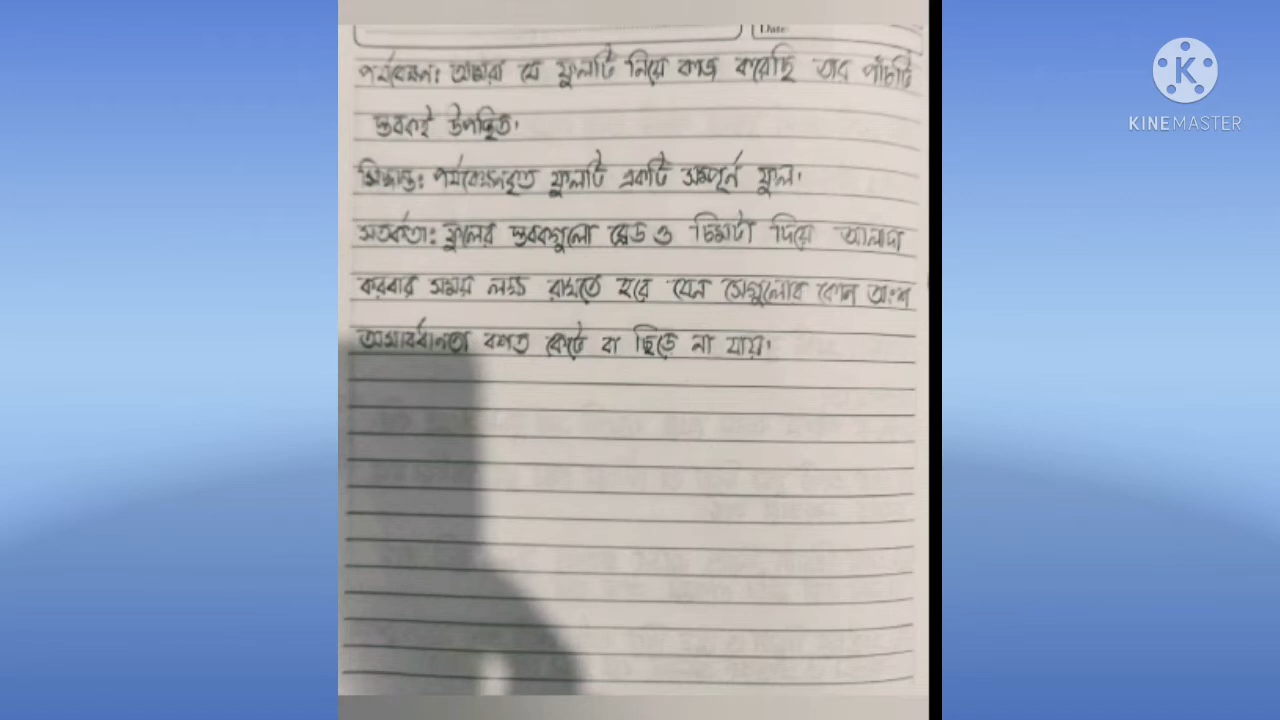 Date:
পর্যবেক্ষণ: আমরা যে ফুলটি নিয়ে কাজ করেছি তার পাঁচটি
স্তবকই উপস্থিত।
সিদ্ধান্ত: পর্যবেক্ষনকৃত ফুলটি একটি সম্পূর্ন ফুল।
সতর্কতা: ফুলের স্তবকগুলো ব্লেড ও চিমটা দিয়ে আলাদা
করবার সময় লক্ষ রাখতে হবে যেন সেগুলোর কোন অংশ
অসাবধানতা বশত কেটে বা ছিড়ে না যায়।
KINEMASTER